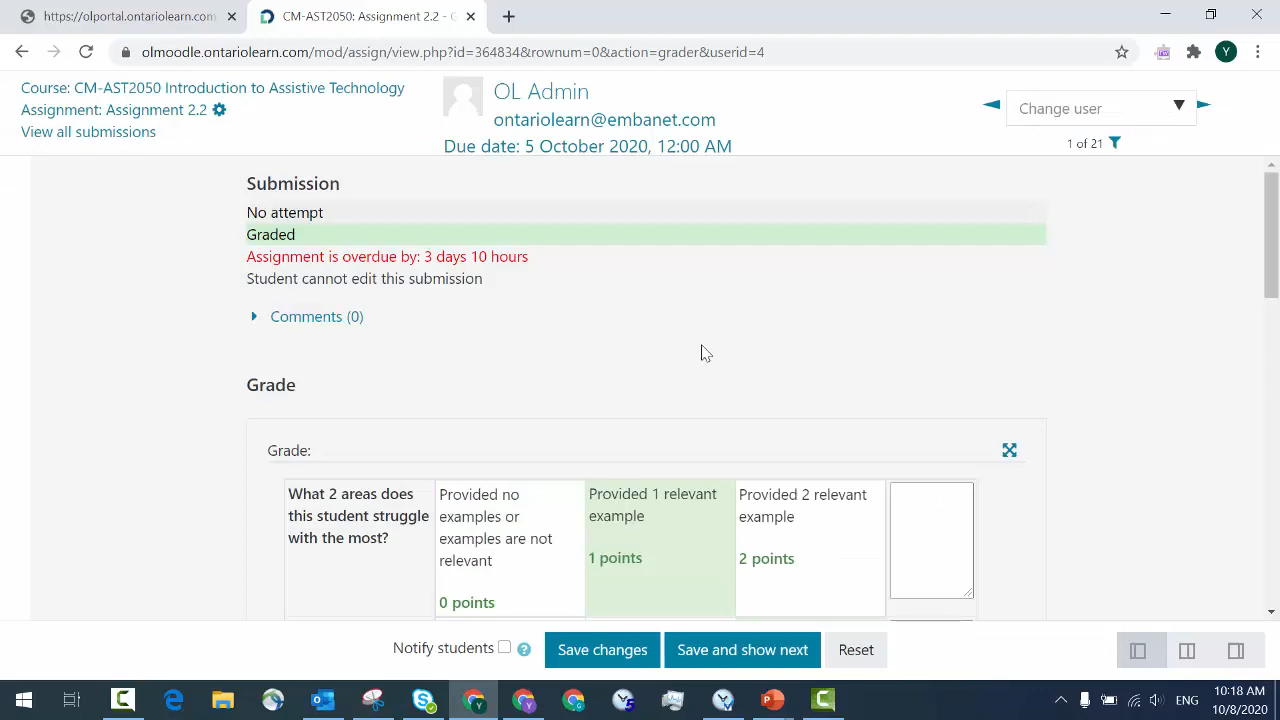 https://olportal.ontariolearn.com
CM-AST2050: Assignment 2.2 - G
olmoodle.ontariolearn.com/mod/assign/view.php?id=364834&rownum=0&action=grader&userid=4
Y
Course: CM-AST2050 Introduction to Assistive Technology
Assignment: Assignment 2.2
View all submissions
OL Admin
ontariolearn@embanet.com
Due date: 5 October 2020, 12:00 AM
Change user
1 of 21
Submission
No attempt
Graded
Assignment is overdue by: 3 days 10 hours
Student cannot edit this submission
Comments (0)
Grade
Grade:
What 2 areas does
this student struggle
with the most?
Provided no
examples or
examples are not
relevant
0 points
Provided 1 relevant
example
1 points
Provided 2 relevant
example
2 points
Notify students
Save changes
Save and show next
Reset
ENG
10:18 AM
10/8/2020